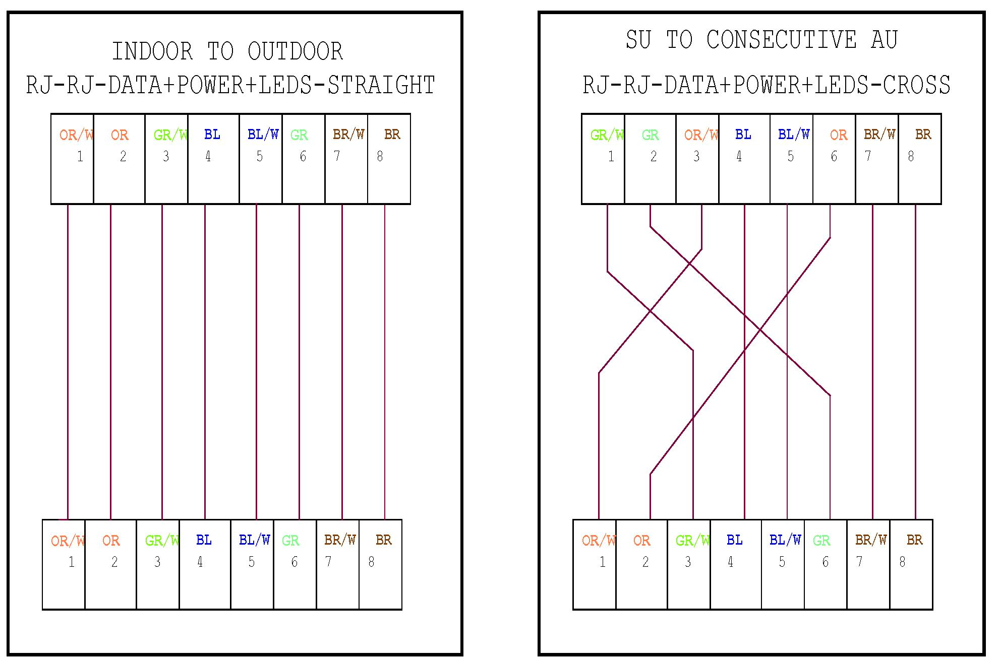 INDOOR TO OUTDOOR
RJ-RJ-DATA+POWER+LEDS-STRAIGHT
OR/W OR GR/W BL BL/W GR BR/W BR
1 2 3 4 5 6 7 8
OR/W OR GR/W BL BL/W GR BR/W BR
1 2 3 4 5 6 7 8
SU TO CONSECUTIVE AU
RJ-RJ-DATA+POWER+LEDS-CROSS
GR/W GR OR/W BL BL/W OR BR/W BR
1 2 3 4 5 6 7 8
OR/W OR GR/W BL BL/W GR BR/W BR
1 2 3 4 5 6 7 8